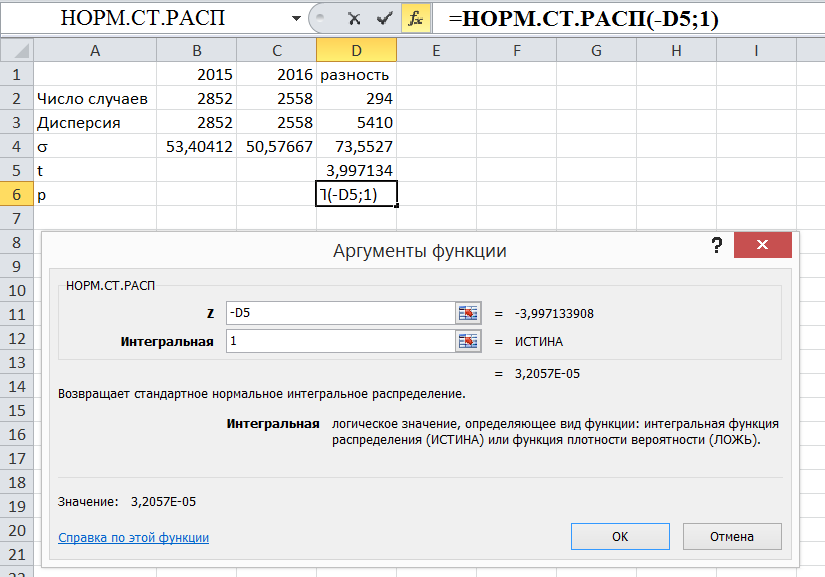 НОРМ.СТ.РАСП =НОРМ.СТ.РАСП(-D5;1)
A B C D E F G H I
1 2015 2016 разность
2 Число случаев 2852 2558 294
3 Дисперсия 2852 2558 5410
4 σ 53,40412 50,57667 73,5527
5 t 3,997134
6 p (-D5;1)
7
8
Аргументы функции ?
9
10
НОРМ.СТ.РАСП
11
Z -D5 = -3,997133908
12
Интегральная 1 = ИСТИНА
13
= 3,2057E-05
14
Возвращает стандартное нормальное интегральное распределение.
15
Интегральная логическое значение, определяющее вид функции: интегральная функция
16
распределения (ИСТИНА) или функция плотности вероятности (ЛОЖЬ).
17
18
19
Значение: 3,2057E-05
20
Справка по этой функции OK Отмена
21